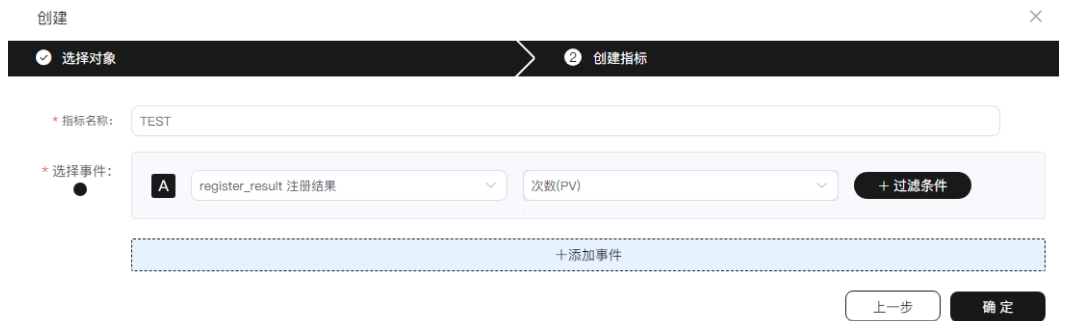 创建
选择对象
2 创建指标
* 指标名称: TEST
* 选择事件:
A register_result 注册结果 次数(PV) + 过滤条件
+添加事件
上一步 确定